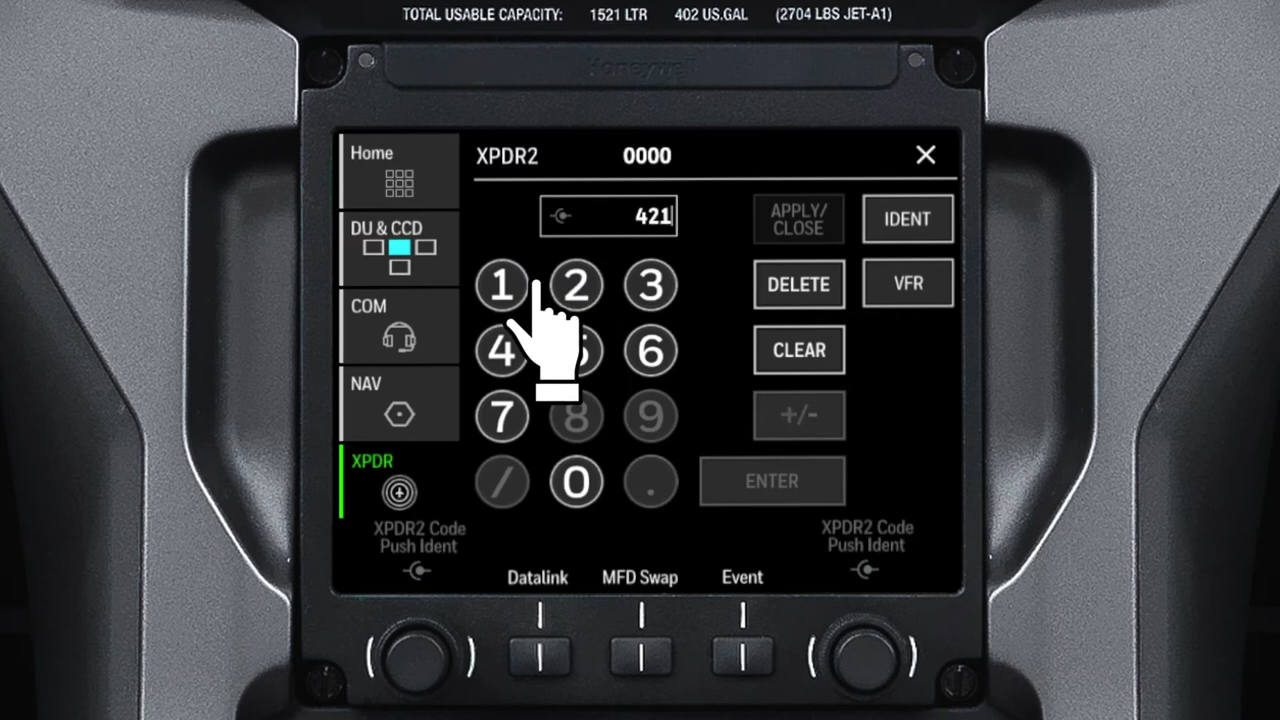 TOTAL USABLE CAPACITY: 1521 LTR 402 US.GAL (2704 LBS JET-A1)
Honeywell
Home
XPDR2 0000 X
421
APPLY/
CLOSE
IDENT
DU & CCD
1 2 3 DELETE VFR
COM
4 5 6 CLEAR
NAV
7 8 9 +/-
XPDR
/ 0 . ENTER
XPDR2 Code
Push Ident
XPDR2 Code
Push Ident
Datalink MFD Swap Event